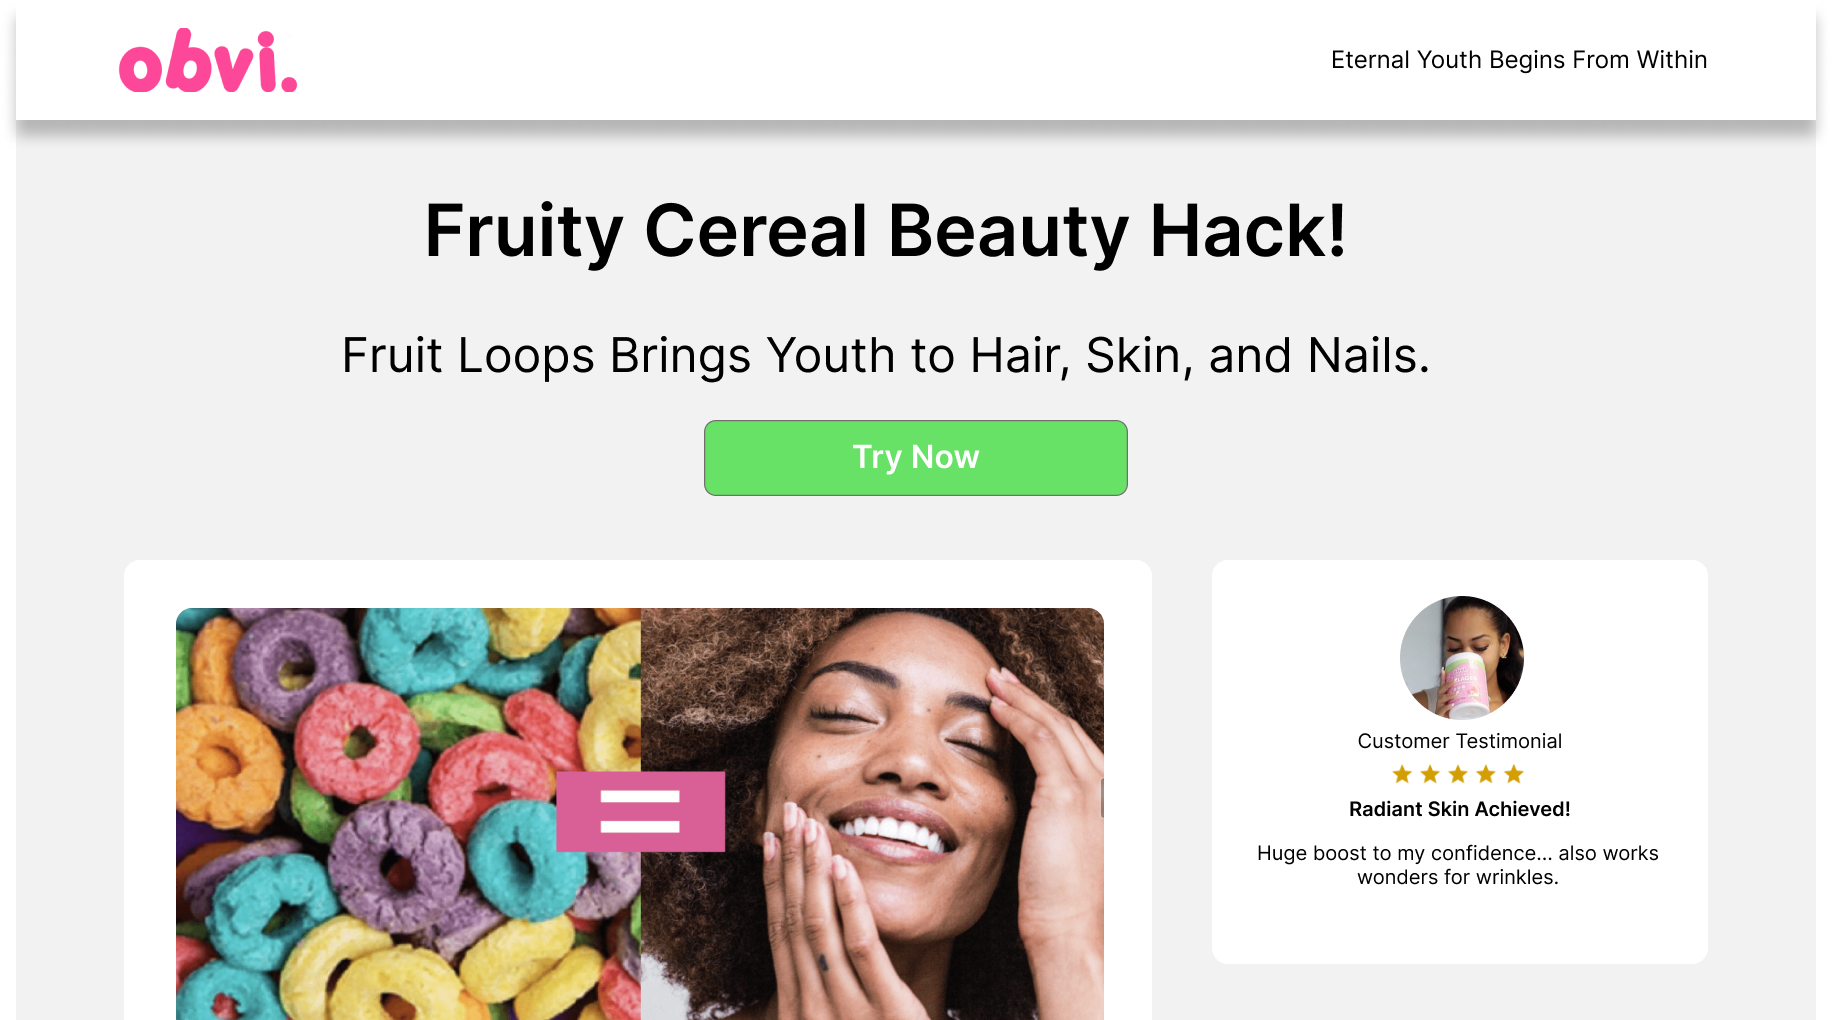 obvi.
Eternal Youth Begins From Within
Fruity Cereal Beauty Hack!
Fruit Loops Brings Youth to Hair, Skin, and Nails.
Try Now
Customer Testimonial
Radiant Skin Achieved!
Huge boost to my confidence... also works
wonders for wrinkles.